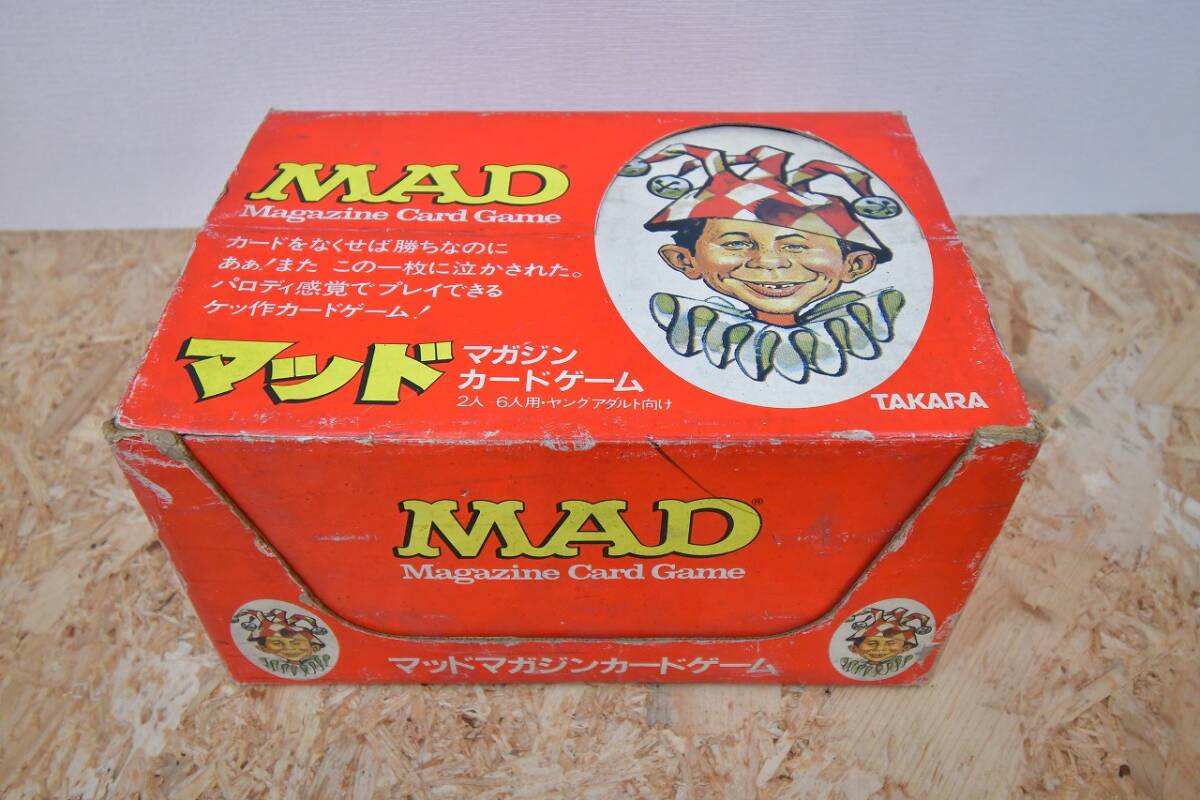 MAD®
Magazine Card Game
カードをなくせば勝ちなのに
あぁ!また この一枚に泣かされた。
パロディ感覚でプレイできる
ケッ作カードゲーム!
マッド マガジン
カードゲーム
2人 6人用・ヤングアダルト向け
TAKARA
MAD®
Magazine Card Game
マッドマガジンカードゲーム